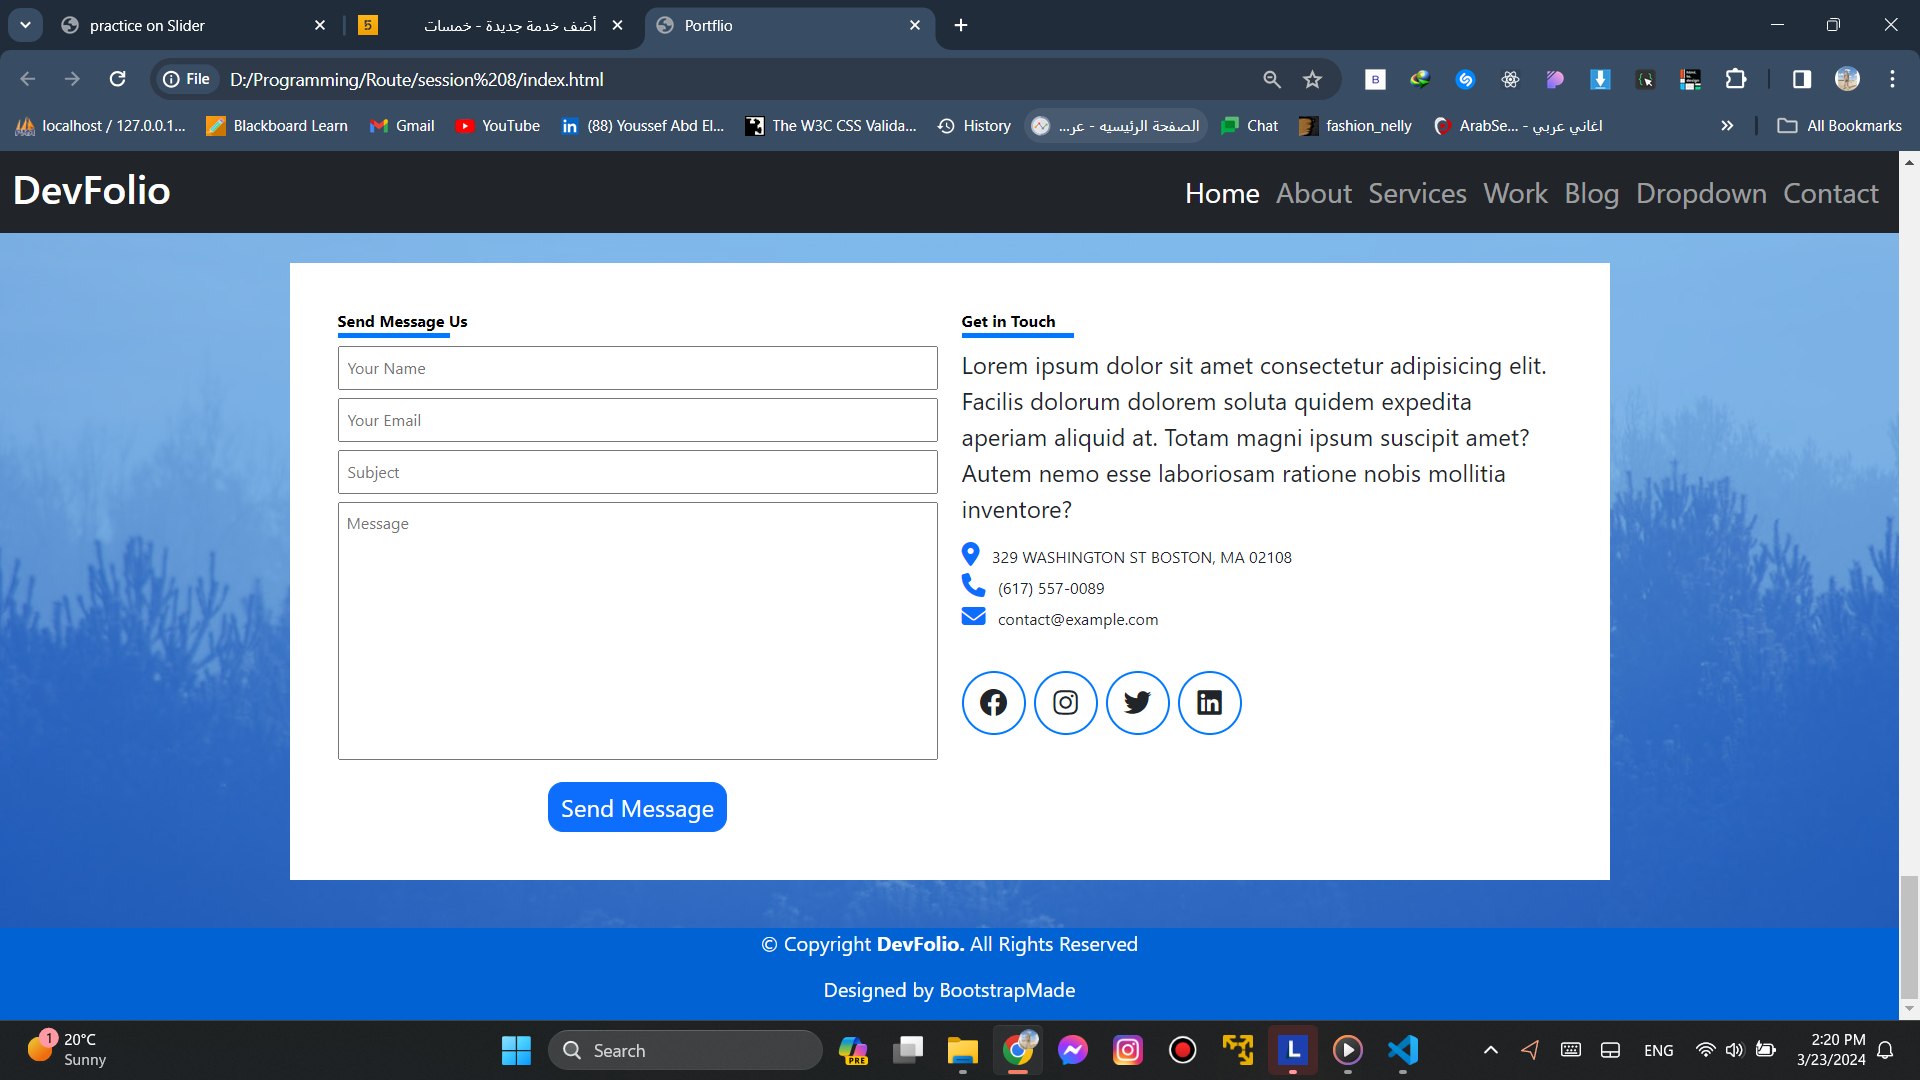 practice on Slider
أضف خدمة جديدة - خمسات
Portflio
File
D:/Programming/Route/session%208/index.html
localhost / 127.0.0.1...
Blackboard Learn
Gmail
YouTube
(88) Youssef Abd El...
The W3C CSS Valida...
History
الصفحة الرئيسيه - عر...
Chat
fashion_nelly
ArabSe... - اغاني عربي
All Bookmarks
DevFolio
Home About Services Work Blog Dropdown Contact
Send Message Us
Your Name
Your Email
Subject
Message
Send Message
Get in Touch
Lorem ipsum dolor sit amet consectetur adipisicing elit.
Facilis dolorum dolorem soluta quidem expedita
aperiam aliquid at. Totam magni ipsum suscipit amet?
Autem nemo esse laboriosam ratione nobis mollitia
inventore?
329 WASHINGTON ST BOSTON, MA 02108
(617) 557-0089
contact@example.com
© Copyright DevFolio. All Rights Reserved
Designed by BootstrapMade
1
20°C
Sunny
Search
PRE
L
ENG
2:20 PM
3/23/2024